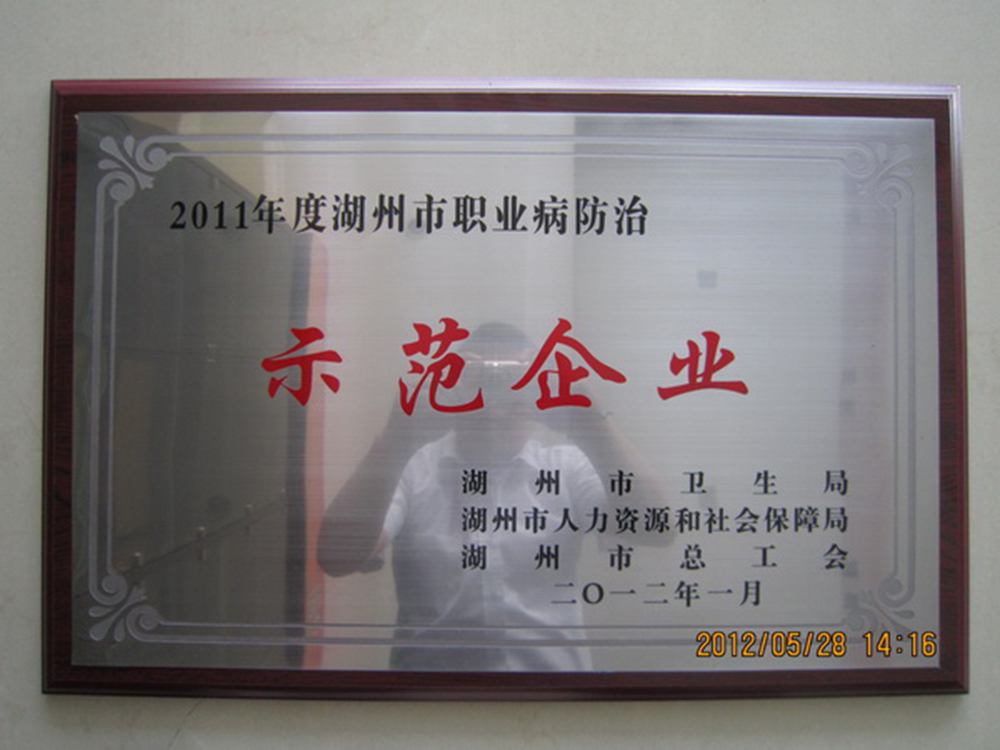 2011年度湖州市职业病防治
示范企业
湖州市卫生局
湖州市人力资源和社会保障局
湖州市总工会
二〇一二年一月
2012/05/28 14:16